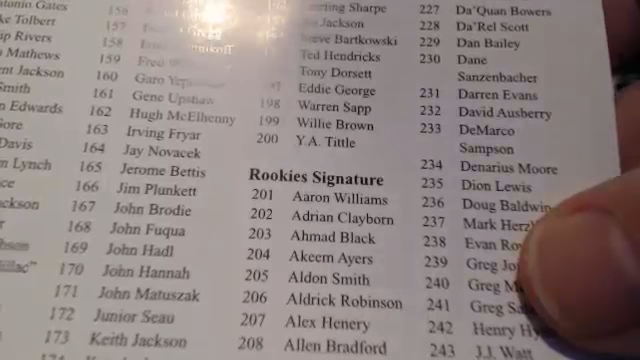 Antonio Gates
Tolbert
Rivers
Mathews
Jackson
Smith
Edwards
Gore
Davis
Lynch
156
157
158
159 Fred
160 Garo
161 Gene Upshaw
162 Hugh McElhenny
163 Irving Fryar
164 Jay Novacek
165 Jerome Bettis
166 Jim Plunkett
167 John Brodie
168 John Fuqua
169 John Hadl
170 John Hannah
171 John Matuszak
172 Junior Seau
173 Keith Jackson
Sterling Sharpe
Jackson
Steve Bartkowski
Ted Hendricks
Tony Dorsett
Eddie George
198 Warren Sapp
199 Willie Brown
200 Y.A. Tittle
Rookies Signature
201 Aaron Williams
202 Adrian Clayborn
203 Ahmad Black
204 Akeem Ayers
205 Aldon Smith
206 Aldrick Robinson
207 Alex Henery
208 Allen Bradford
227 Da'Quan Bowers
228 Da'Rel Scott
229 Dan Bailey
230 Dane
Sanzenbacher
231 Darren Evans
232 David Ausberry
233 DeMarco
Sampson
234 Denarius Moore
235 Dion Lewis
236 Doug Baldwin
237 Mark
238 Evan
239 Greg
240 Greg
241 Greg
242 Henry
243 J.J. Watt